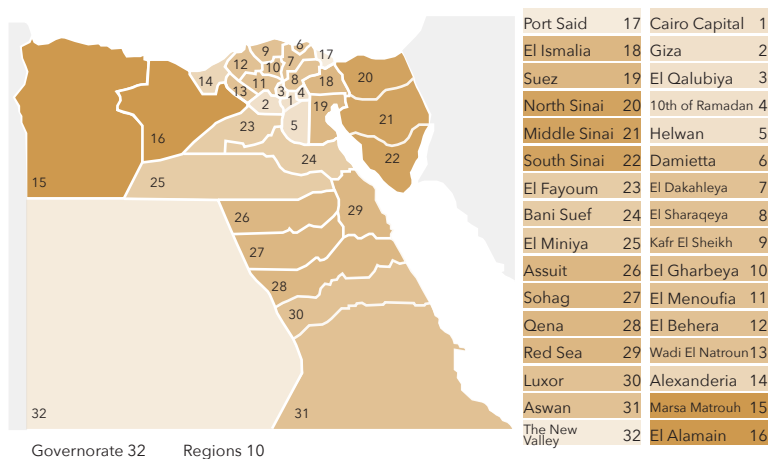 6
9
17
7
12
10
20
14
11
8
18
13
3
4
2
1
19
21
23
5
16
22
24
15
25
29
26
27
28
30
32
31
Governorate 32 Regions 10
Port Said 17
El Ismalia 18
Suez 19
North Sinai 20
Middle Sinai 21
South Sinai 22
El Fayoum 23
Bani Suef 24
El Miniya 25
Assuit 26
Sohag 27
Qena 28
Red Sea 29
Luxor 30
Aswan 31
The New
Valley 32
Cairo Capital 1
Giza 2
El Qalubiya 3
10th of Ramadan 4
Helwan 5
Damietta 6
El Dakahleya 7
El Sharaqeya 8
Kafr El Sheikh 9
El Gharbeya 10
El Menoufia 11
El Behera 12
Wadi El Natroun 13
Alexanderia 14
Marsa Matrouh 15
El Alamain 16